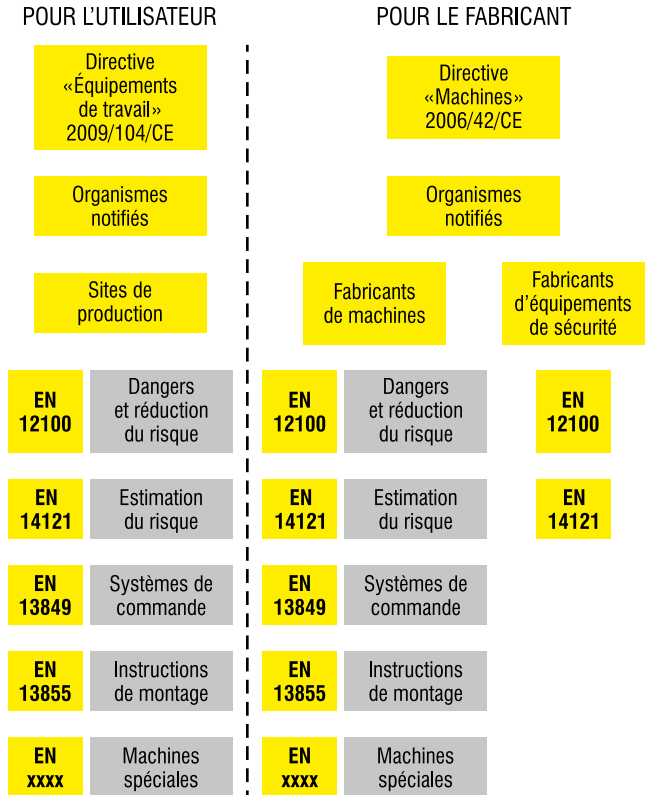 POUR L'UTILISATEUR
Directive
«Équipements
de travail»
2009/104/CE
Organismes
notifiés
Sites de
production
EN
12100
Dangers
et réduction
du risque
EN
14121
Estimation
du risque
EN
13849
Systèmes de
commande
EN
13855
Instructions
de montage
EN
xxxx
Machines
spéciales
POUR LE FABRICANT
Directive
«Machines»
2006/42/CE
Organismes
notifiés
Fabricants
de machines
Fabricants
d'équipements
de sécurité
EN
12100
Dangers
et réduction
du risque
EN
12100
EN
14121
Estimation
du risque
EN
14121
EN
13849
Systèmes de
commande
EN
13855
Instructions
de montage
EN
xxxx
Machines
spéciales